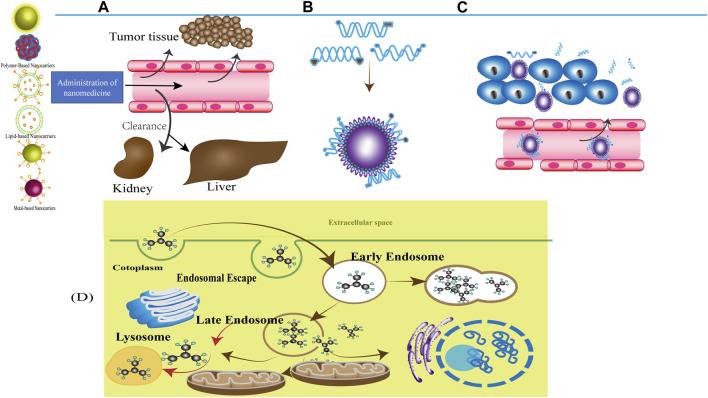 A
B
C
Tumor tissue
Polymer-Based Nanocarriers
Administration of
nanomedicine
Clearance
Lipid-based Nanocarriers
Kidney
Liver
Metal-based Nanocarriers
(D)
Extracellular space
Cotoplasm
Early Endosome
Endosomal Escape
Late Endosome
Lysosome